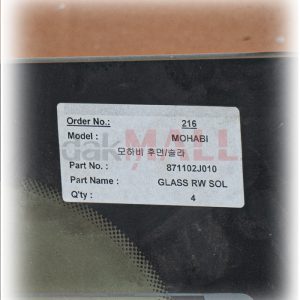 Order No.: 216
Model : MOHABI
모하비 후면/솔라
Part No. : 871102J010
Part Name : GLASS RW SOL
Q'ty : 4
dakMALL